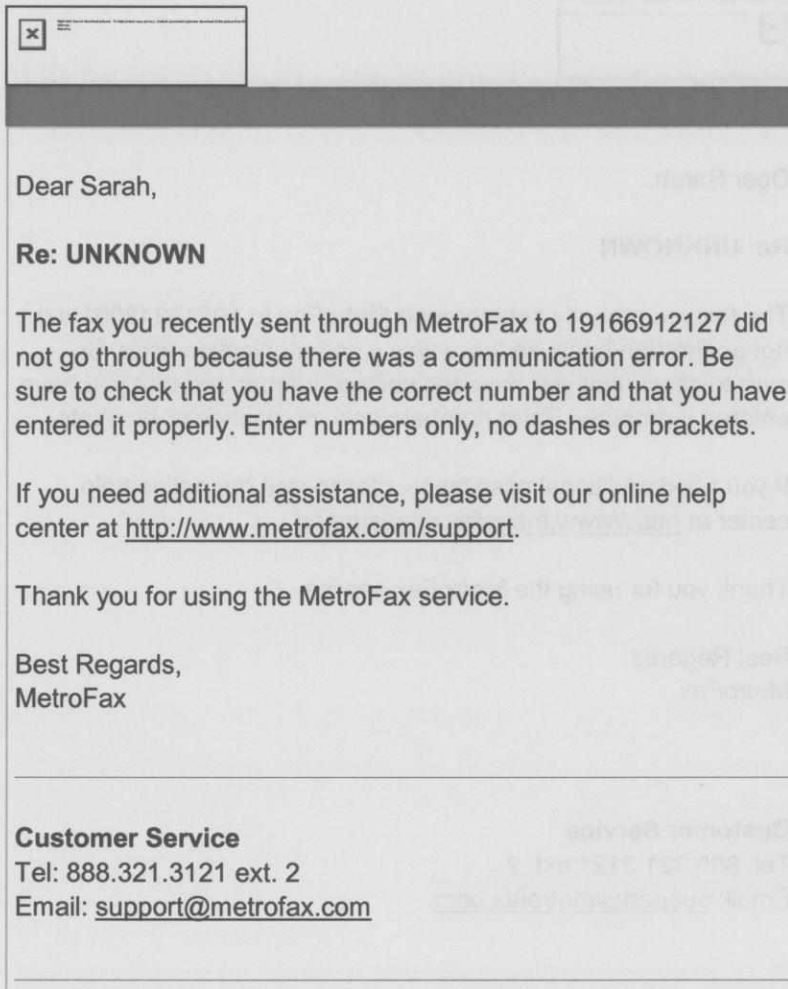 Dear Sarah,
Re: UNKNOWN
The fax you recently sent through MetroFax to 19166912127 did
not go through because there was a communication error. Be
sure to check that you have the correct number and that you have
entered it properly. Enter numbers only, no dashes or brackets.
If you need additional assistance, please visit our online help
center at http://www.metrofax.com/support.
Thank you for using the MetroFax service.
Best Regards,
MetroFax
Customer Service
Tel: 888.321.3121 ext. 2
Email: support@metrofax.com